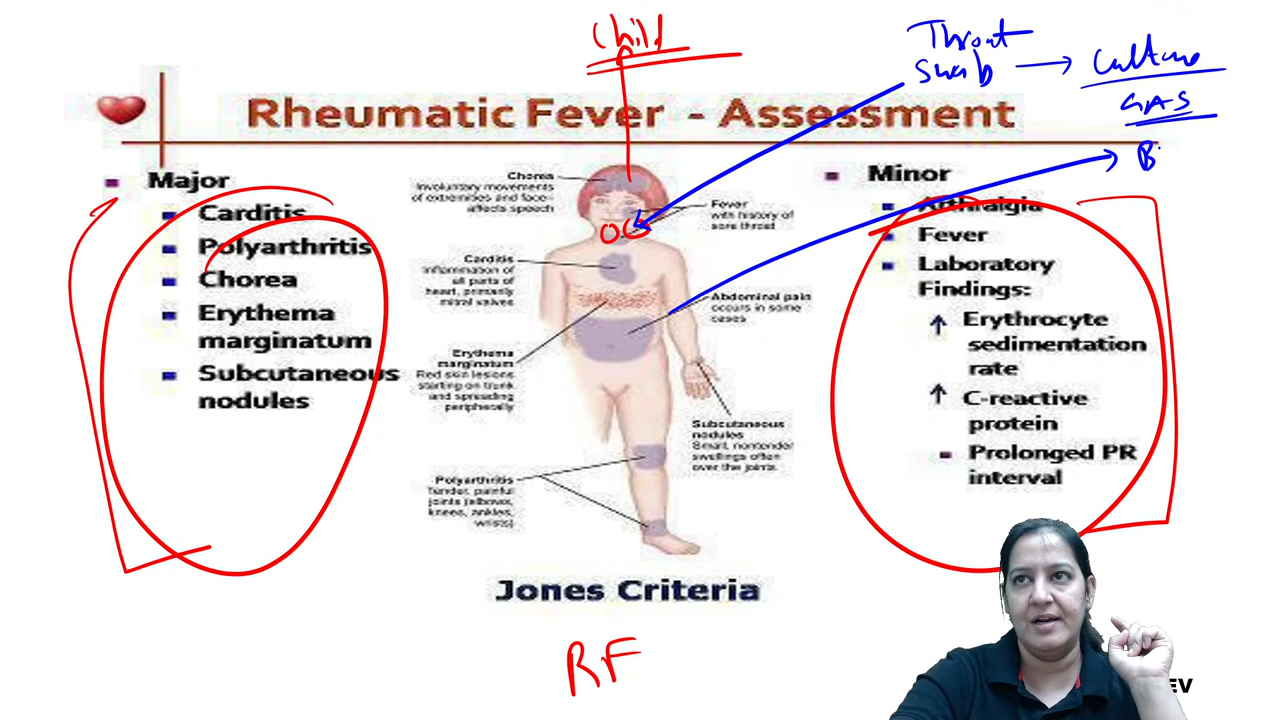 Child
Throat
Swab → Culture
GAS
B
Rheumatic Fever - Assessment
Major
Carditis
Polyarthritis
Chorea
Erythema
marginatum
Subcutaneous
nodules
Chorea
Involuntary movements
of extremities and face–
affects speech
Carditis
Inflammation of
all parts of
heart, primarily
mitral valves
Erythema
marginatum
Red skin lesions
starting on trunk
and spreading
peripherally
Polyarthritis
Tender, painful
joints (elbows,
knees, ankles,
wrists)
Fever
with history of
sore throat
Abdominal pain
occurs in some
cases
Subcutaneous
nodules
Small, nontender
swellings often
over the joints
Minor
Arthralgia
Fever
Laboratory
Findings:
↑ Erythrocyte
sedimentation
rate
↑ C-reactive
protein
Prolonged PR
interval
Jones Criteria
RF
EV